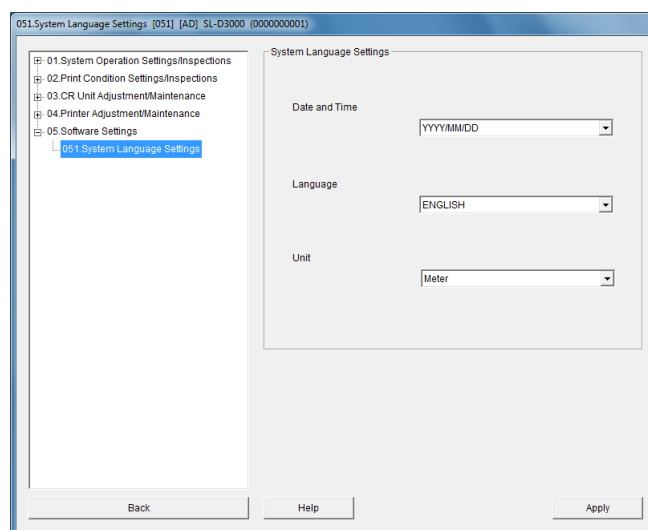 051.System Language Settings [051] [AD] SL-D3000 (0000000001)
01.System Operation Settings/Inspections
02.Print Condition Settings/Inspections
03.CR Unit Adjustment/Maintenance
04.Printer Adjustment/Maintenance
05.Software Settings
051.System Language Settings
System Language Settings
Date and Time
YYYY/MM/DD
Language
ENGLISH
Unit
Meter
Back
Help
Apply